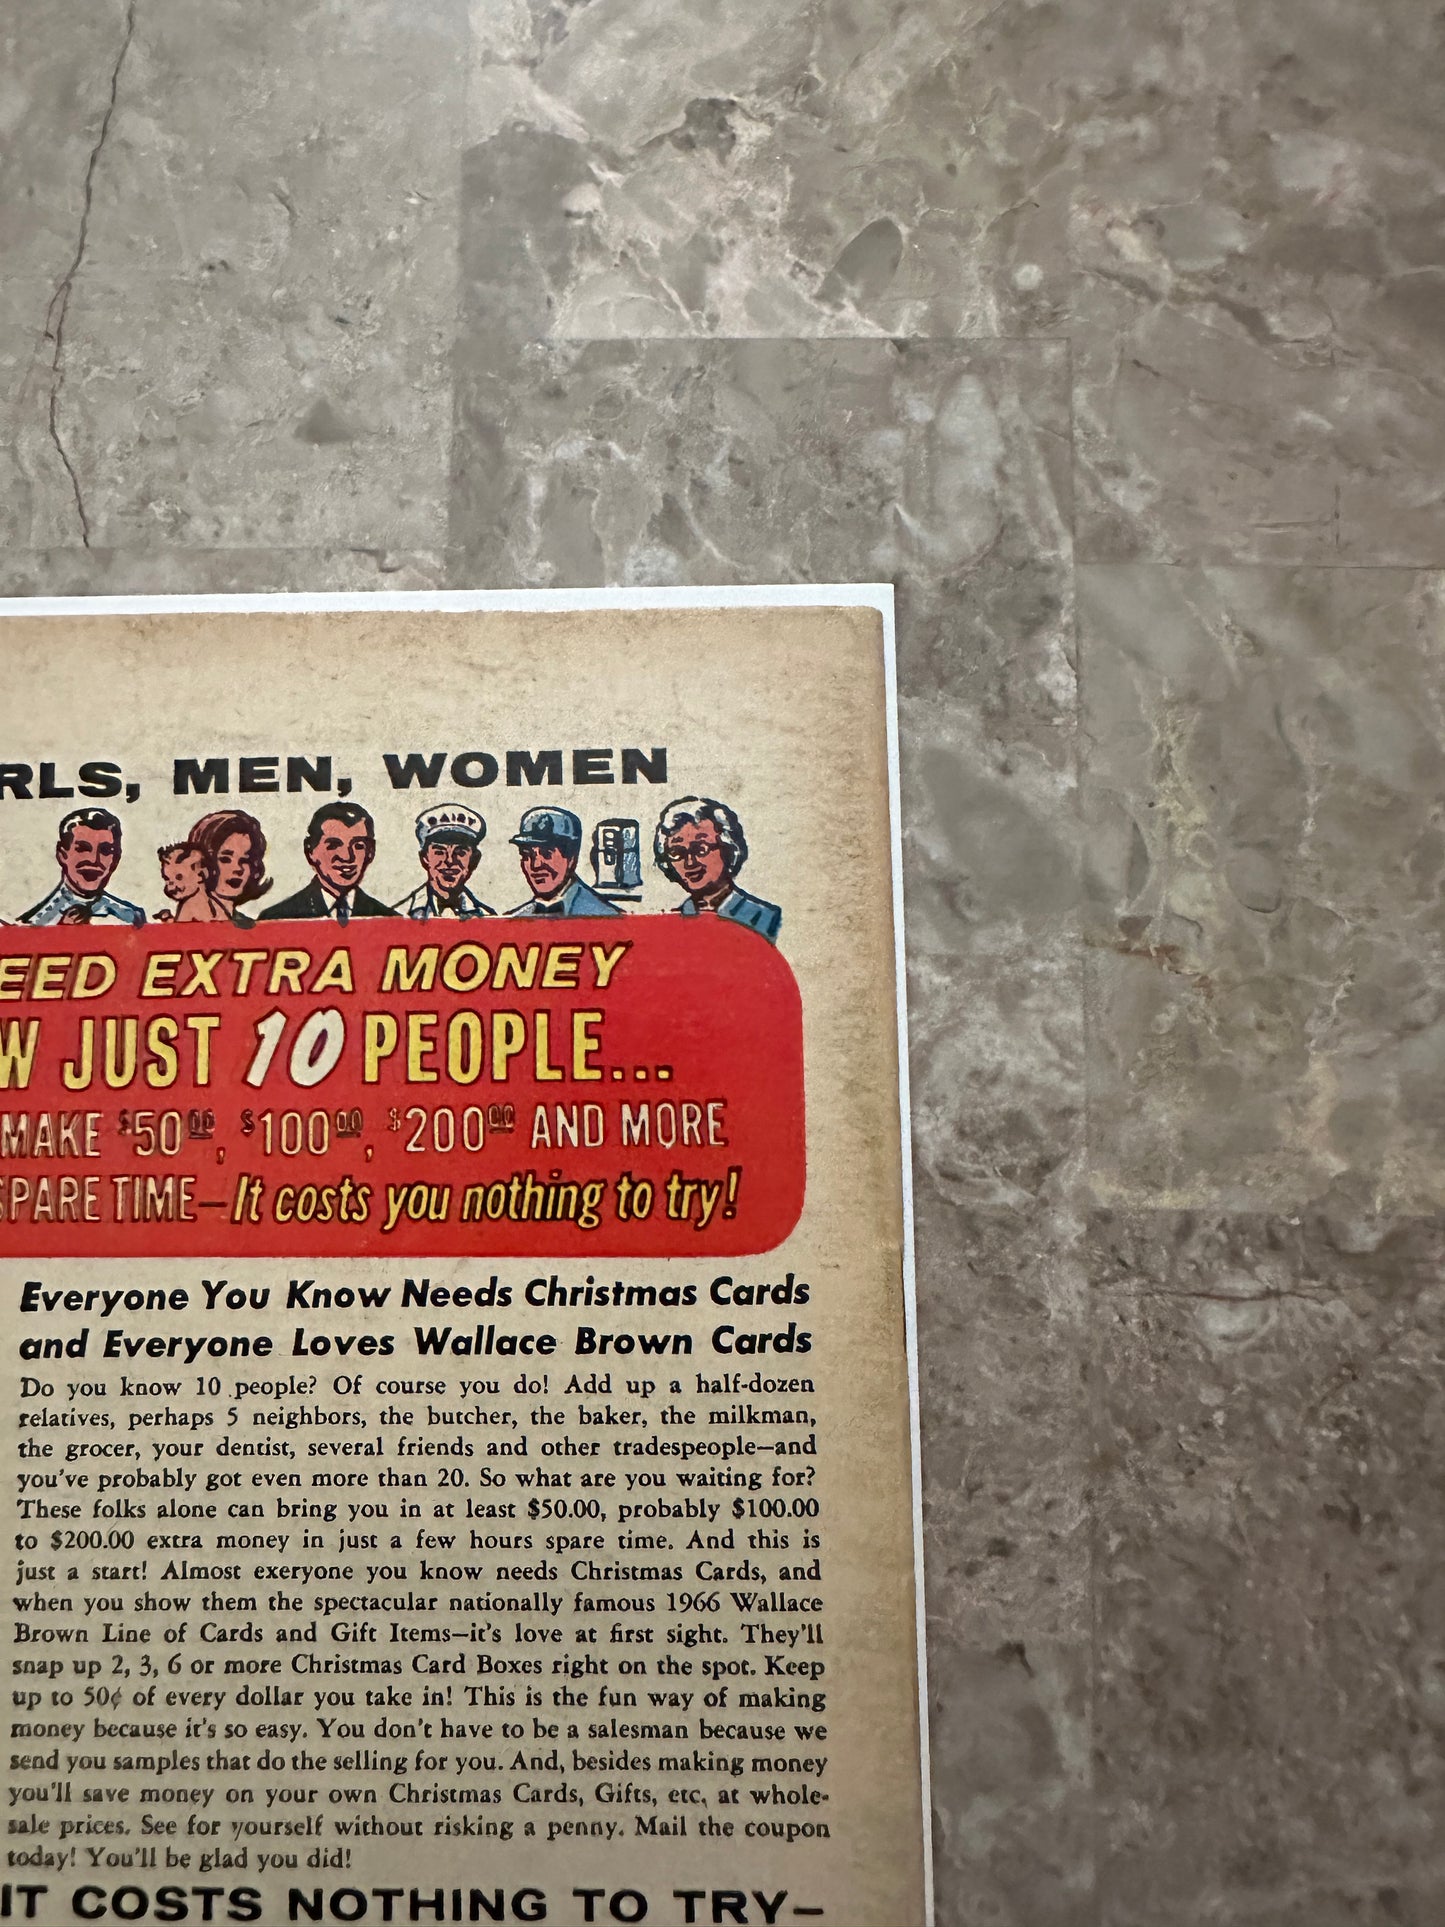 RLS, MEN, WOMEN
DAIRY
EED EXTRA MONEY
W JUST 10 PEOPLE...
MAKE $50.00, $100.00, $200.00 AND MORE
SPARE TIME—It costs you nothing to try!
Everyone You Know Needs Christmas Cards
and Everyone Loves Wallace Brown Cards
Do you know 10 people? Of course you do! Add up a half-dozen
relatives, perhaps 5 neighbors, the butcher, the baker, the milkman,
the grocer, your dentist, several friends and other tradespeople—and
you've probably got even more than 20. So what are you waiting for?
These folks alone can bring you in at least $50.00, probably $100.00
to $200.00 extra money in just a few hours spare time. And this is
just a start! Almost exeryone you know needs Christmas Cards, and
when you show them the spectacular nationally famous 1966 Wallace
Brown Line of Cards and Gift Items—it's love at first sight. They'll
snap up 2, 3, 6 or more Christmas Card Boxes right on the spot. Keep
up to 50¢ of every dollar you take in! This is the fun way of making
money because it's so easy. You don't have to be a salesman because we
send you samples that do the selling for you. And, besides making money
you'll save money on your own Christmas Cards, Gifts, etc. at whole-
sale prices. See for yourself without risking a penny. Mail the coupon
today! You'll be glad you did!
IT COSTS NOTHING TO TRY—